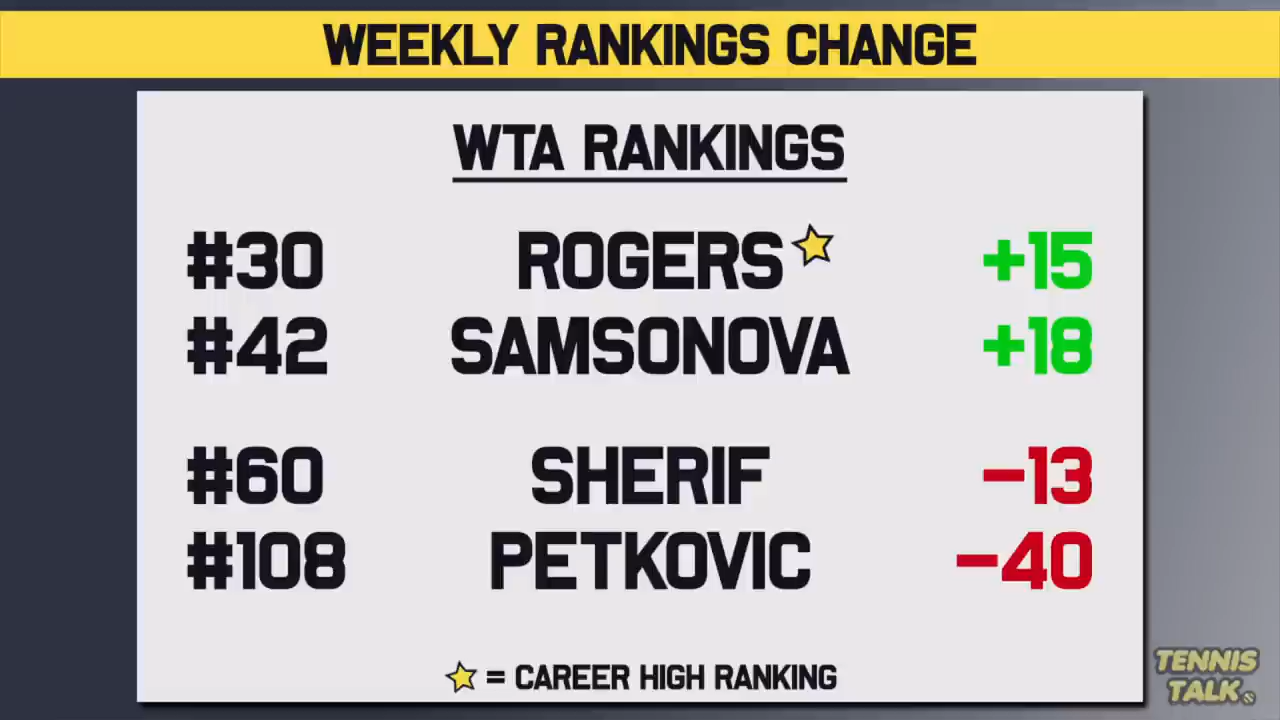 WEEKLY RANKINGS CHANGE
WTA RANKINGS
#30 ROGERS +15
#42 SAMSONOVA +18
#60 SHERIF -13
#108 PETKOVIC -40
= CAREER HIGH RANKING
TENNIS
TALK